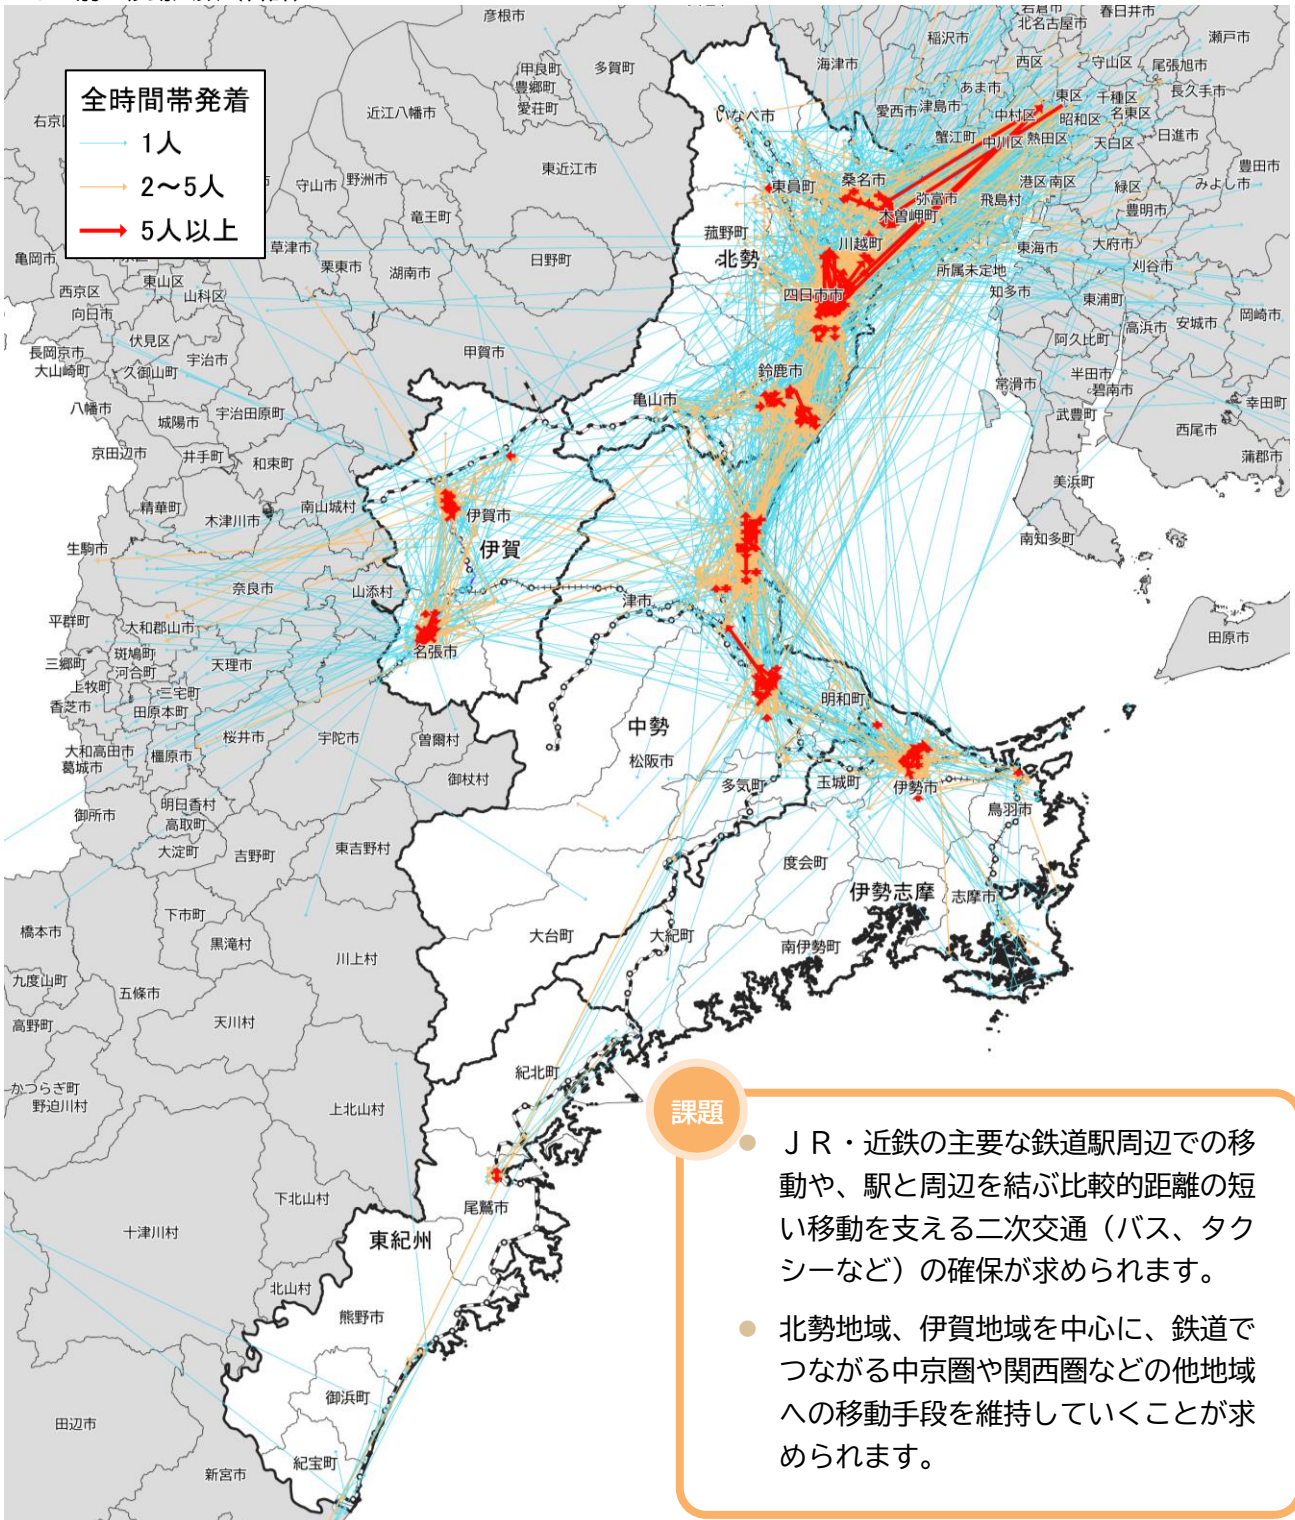 彦根市
岩倉市
春日井市
北名古屋市
稲沢市
瀬戸市
海津市
西区
守山区
尾張旭市
甲良町
多賀町
豊郷町
愛荘町
あま市
東区
千種区
長久手市
全時間帯発着
1人
2～5人
5人以上
右京区
近江八幡市
いなべ市
愛西市
津島市
中村区
昭和区
名東区
蟹江町
中川区
熱田区
天白区
日進市
東近江市
守山市
野洲市
東員町
桑名市
港区
南区
緑区
みよし市
豊田市
弥富市
飛島村
木曽岬町
豊明市
竜王町
菰野町
川越町
東海市
大府市
草津市
栗東市
湖南市
日野町
北勢
所属未定地
刈谷市
亀岡市
東山区
山科区
西京区
向日市
四日市市
知多市
東浦町
岡崎市
伏見区
宇治市
長岡京市
大山崎町
久御山町
甲賀市
鈴鹿市
阿久比町
高浜市
安城市
半田市
碧南市
常滑市
八幡市
城陽市
宇治田原町
亀山市
武豊町
幸田町
西尾市
京田辺市
井手町
和束町
蒲郡市
美浜町
精華町
木津川市
南山城村
伊賀市
南知多町
生駒市
伊賀
奈良市
山添村
津市
平群町
大和郡山市
田原市
斑鳩町
三郷町
河合町
天理市
名張市
上牧町
三宅町
香芝市
田原本町
明和町
中勢
桜井市
宇陀市
曽爾村
大和高田市
葛城市
橿原市
松阪市
御杖村
多気町
玉城町
伊勢市
明日香村
御所市
高取町
鳥羽市
大淀町
吉野町
東吉野村
度会町
伊勢志摩
志摩市
下市町
橋本市
黒滝村
大台町
大紀町
南伊勢町
川上村
九度山町
五條市
高野町
天川村
紀北町
かつらぎ町
野迫川村
上北山村
下北山村
尾鷲市
十津川村
東紀州
北山村
熊野市
御浜町
田辺市
紀宝町
新宮市
課題
ＪＲ・近鉄の主要な鉄道駅周辺での移
動や、駅と周辺を結ぶ比較的距離の短
い移動を支える二次交通（バス、タク
シーなど）の確保が求められます。
北勢地域、伊賀地域を中心に、鉄道で
つながる中京圏や関西圏などの他地域
への移動手段を維持していくことが求
められます。